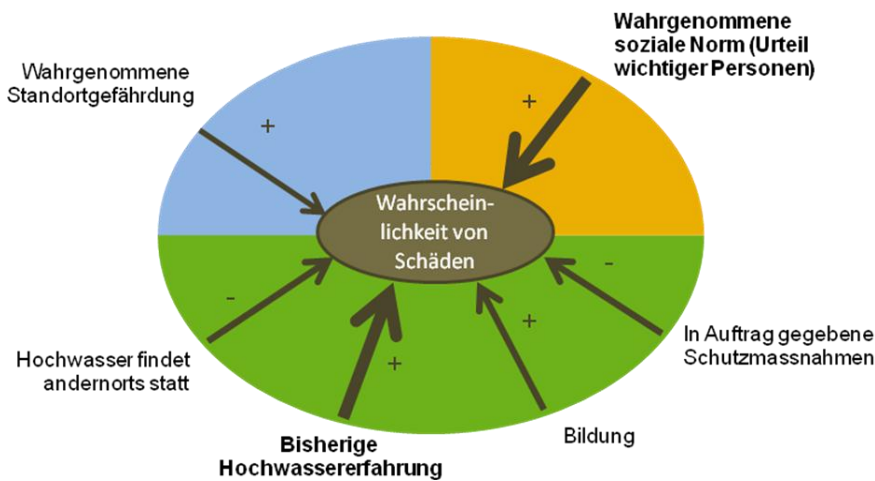 Wahrgenommene
soziale Norm (Urteil
wichtiger Personen)
Wahrgenommene
Standortgefährdung
+
+
Wahrschein-
lichkeit von
Schäden
-
-
+
+
In Auftrag gegebene
Schutzmassnahmen
Hochwasser findet
andernorts statt
Bisherige
Hochwassererfahrung
Bildung